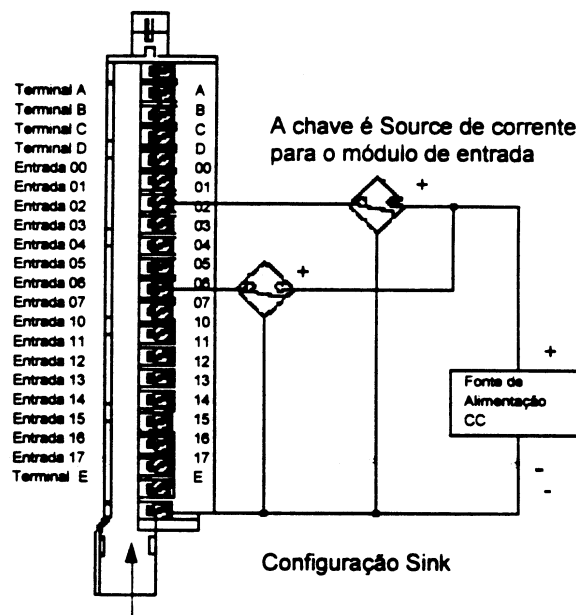 Terminal A
Terminal B
Terminal C
Terminal D
Entrada 00
Entrada 01
Entrada 02
Entrada 03
Entrada 04
Entrada 05
Entrada 06
Entrada 07
Entrada 10
Entrada 11
Entrada 12
Entrada 13
Entrada 14
Entrada 15
Entrada 16
Entrada 17
Terminal E
A
B
C
D
00
01
02
03
04
05
06
07
10
11
12
13
14
15
16
17
E
A chave é Source de corrente
para o módulo de entrada
+
+
+
Fonte de
Alimentação
CC
-
-
Configuração Sink